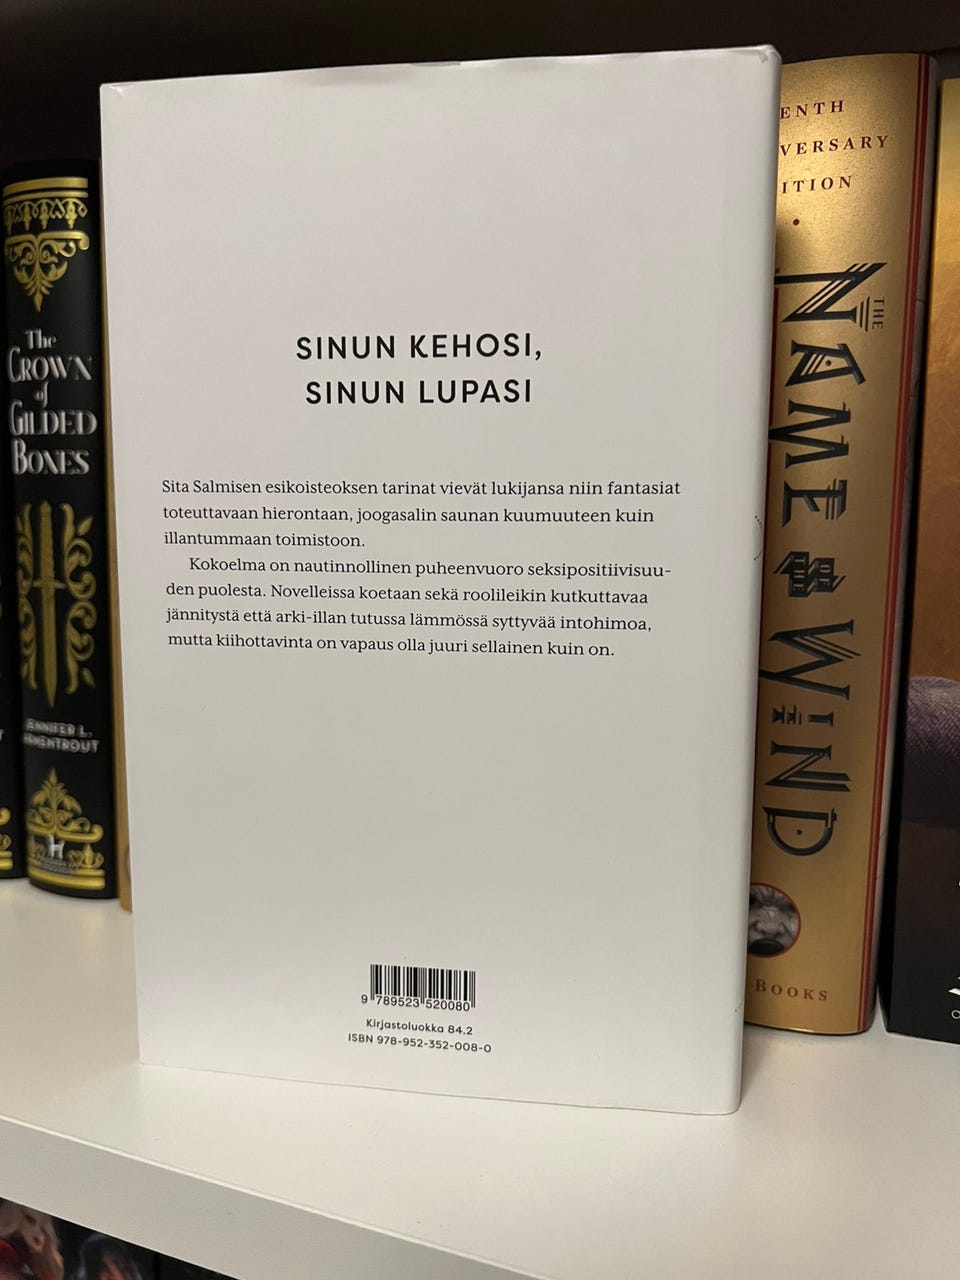 The
CROWN
of
GILDED
BONES
JENNIFER L.
ARMENTROUT
SINUN KEHOSI,
SINUN LUPASI
Sita Salmisen esikoisteoksen tarinat vievät lukijansa niin fantasiat
toteuttavaan hierontaan, joogasalin saunan kuumuuteen kuin
illantummaan toimistoon.
Kokoelma on nautinnollinen puheenvuoro seksipositiivisuu-
den puolesta. Novelleissa koetaan sekä roolileikin kutkuttavaa
jännitystä että arki-illan tutussa lämmössä syttyvää intohimoa,
mutta kiihottavinta on vapaus olla juuri sellainen kuin on.
9 789523 520080
Kirjastoluokka 84.2
ISBN 978-952-352-008-0
ENTH
VERSARY
ITION
THE
NAME
OF THE
WIND
BOOKS